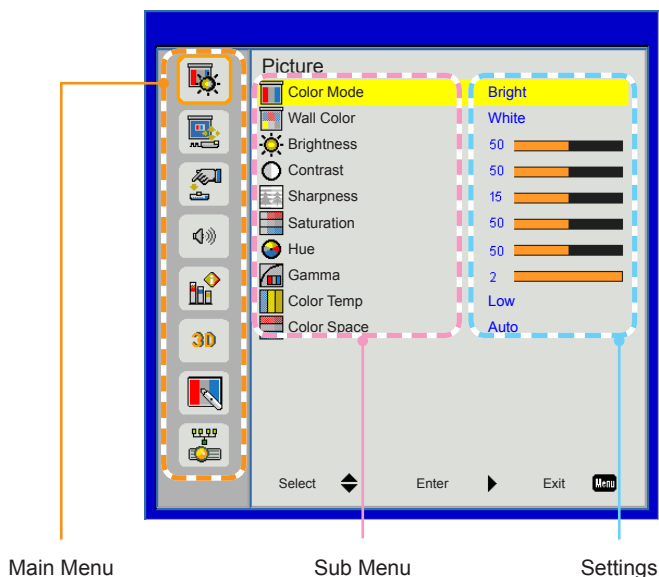 Picture
Color Mode Bright
Wall Color White
Brightness 50
Contrast 50
Sharpness 15
Saturation 50
Hue 50
Gamma 2
Color Temp Low
Color Space Auto
3D
Select Enter Exit Menu
Main Menu Sub Menu Settings